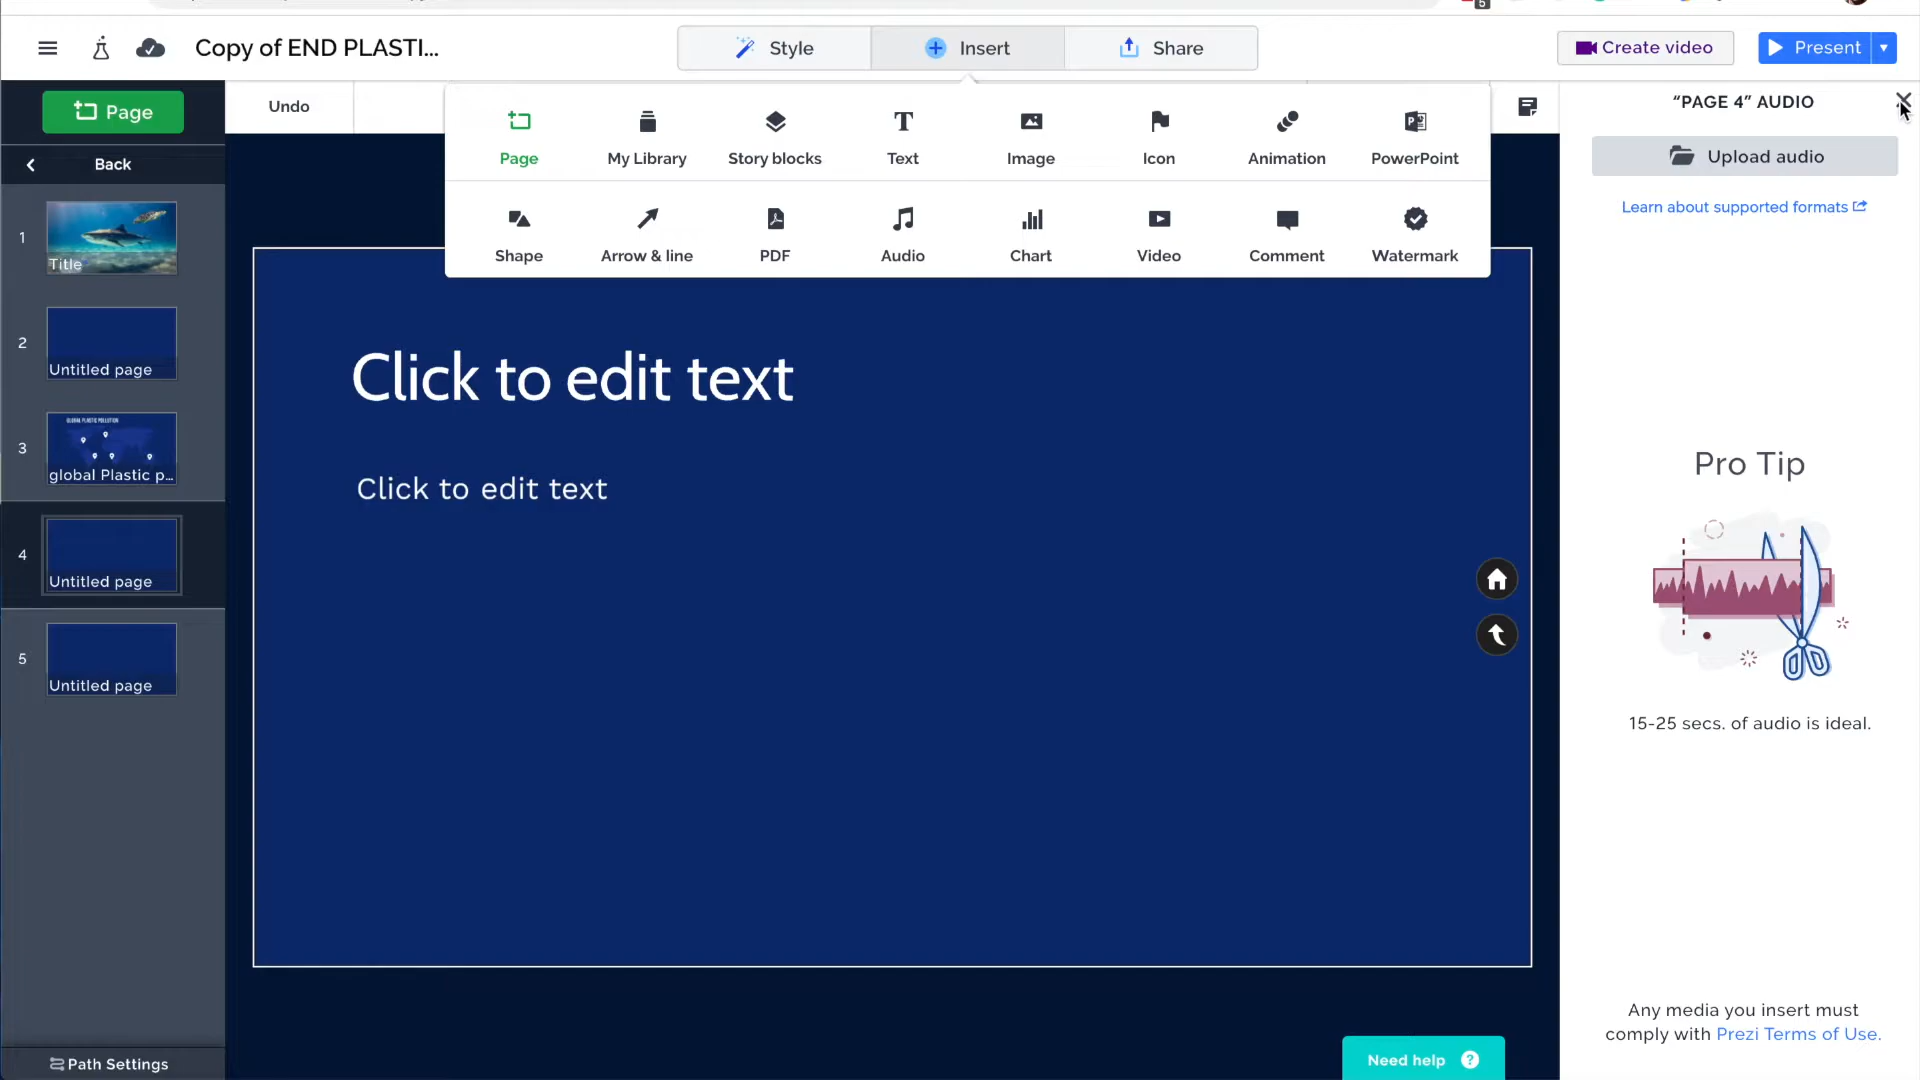 5
Copy of END PLASTI...
Style
Insert
Share
Create video
Present
Page
Undo
Back
1
Title
2
Untitled page
3
GLOBAL PLASTIC POLLUTION
global Plastic p...
4
Untitled page
5
Untitled page
Path Settings
Page
My Library
Story blocks
Text
Image
Icon
Animation
PowerPoint
Shape
Arrow & line
PDF
Audio
Chart
Video
Comment
Watermark
Click to edit text
Click to edit text
Need help ?
“PAGE 4” AUDIO
Upload audio
Learn about supported formats
Pro Tip
15-25 secs. of audio is ideal.
Any media you insert must
comply with Prezi Terms of Use.